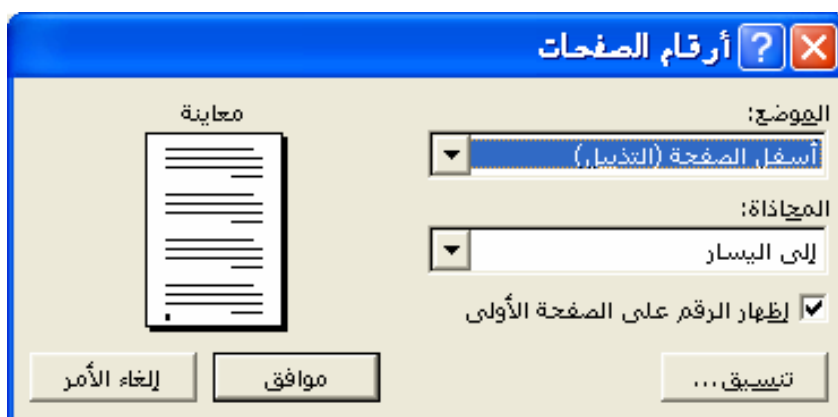 أرقام الصفحات
الموضع:
معاينة
أسفل الصفحة (التذييل)
المحاذاة:
إلى اليسار
إظهار الرقم على الصفحة الأولى
تنسيق...
موافق
إلغاء الأمر